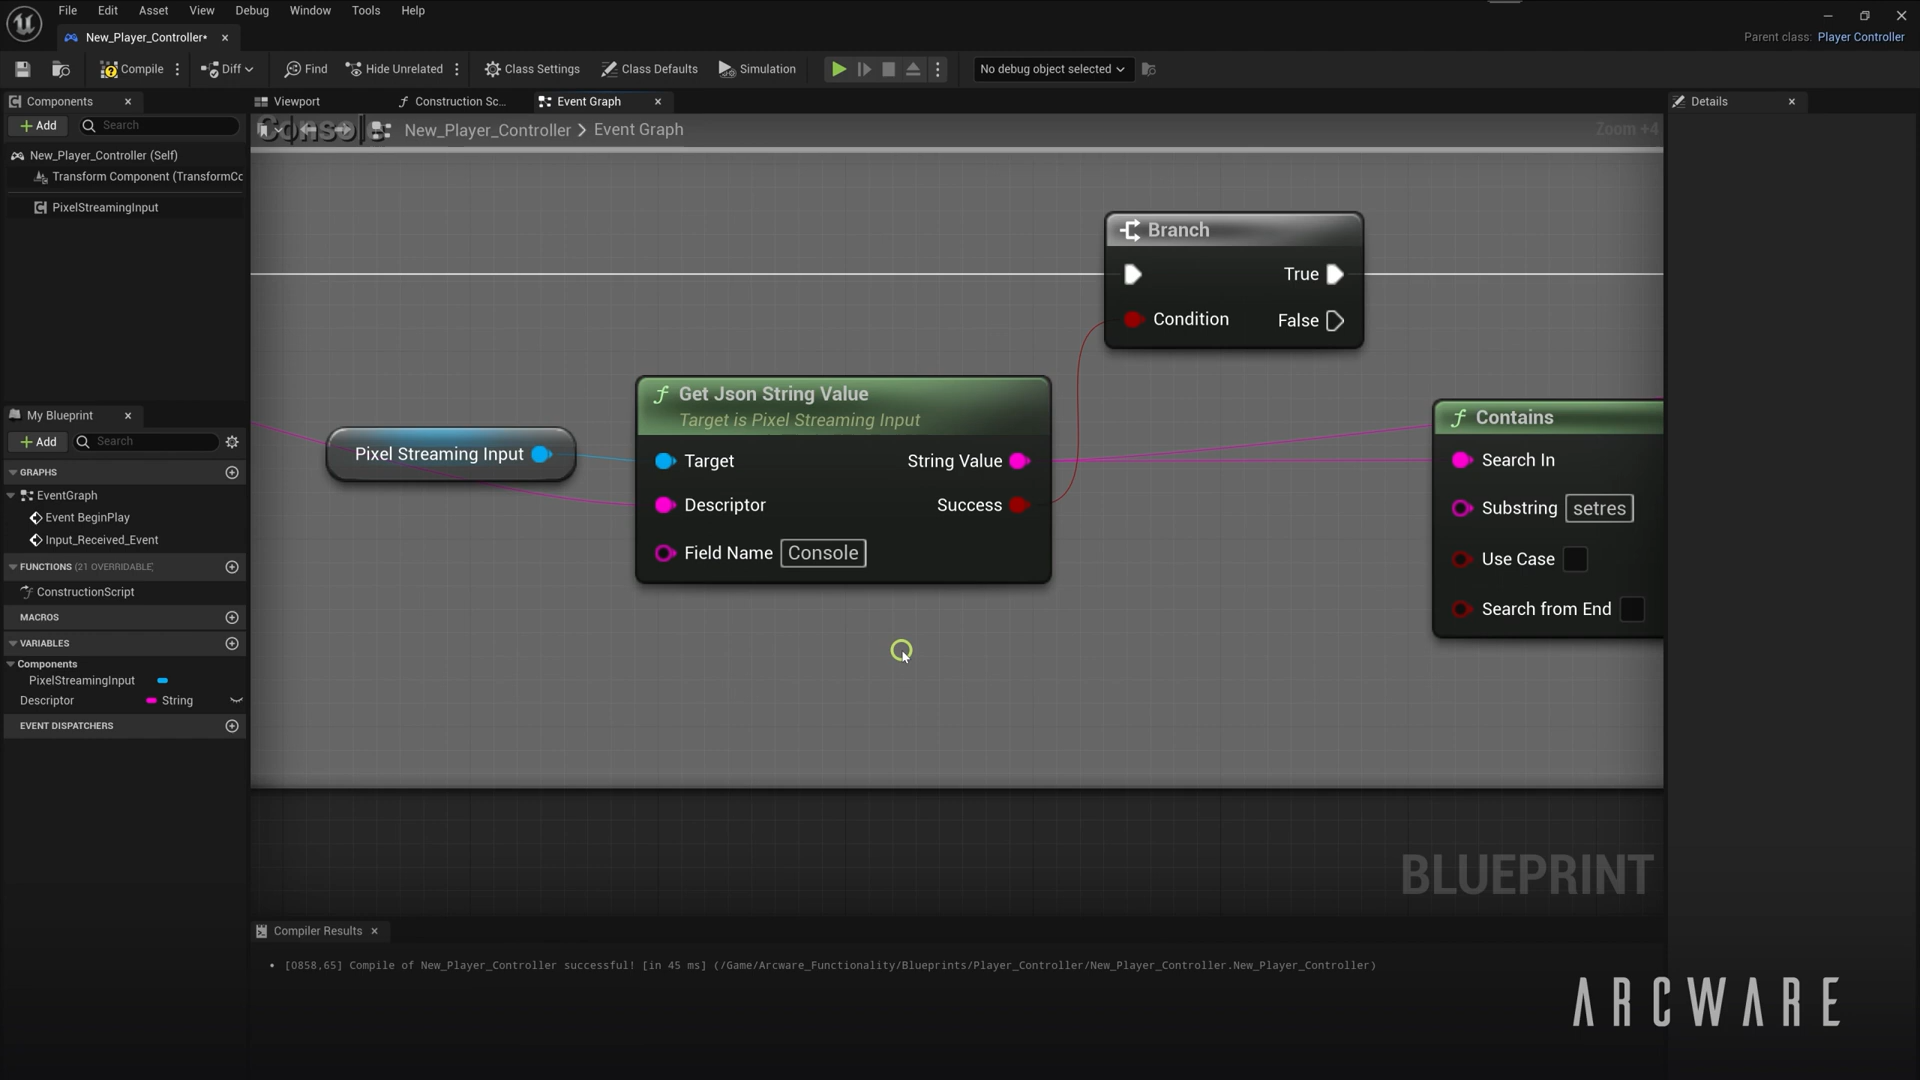 File Edit Asset View Debug Window Tools Help
New_Player_Controller•
Parent class: Player Controller
Compile Diff Find Hide Unrelated Class Settings Class Defaults Simulation No debug object selected
Components Viewport Construction Sc... Event Graph Details
Add Search
Console New_Player_Controller > Event Graph Zoom +4
New_Player_Controller (Self)
Transform Component (TransformCo
PixelStreamingInput
Branch
True
Condition False
Get Json String Value
Target is Pixel Streaming Input
Pixel Streaming Input
Target String Value
Descriptor Success
Field Name Console
Contains
Search In
Substring setres
Use Case
Search from End
My Blueprint
Add Search
GRAPHS
EventGraph
Event BeginPlay
Input_Received_Event
FUNCTIONS (21 OVERRIDABLE)
ConstructionScript
MACROS
VARIABLES
Components
PixelStreamingInput
Descriptor String
EVENT DISPATCHERS
BLUEPRINT
Compiler Results
[0858,65] Compile of New_Player_Controller successful! [in 45 ms] (/Game/Arcware_Functionality/Blueprints/Player_Controller/New_Player_Controller.New_Player_Controller)
ARCWARE